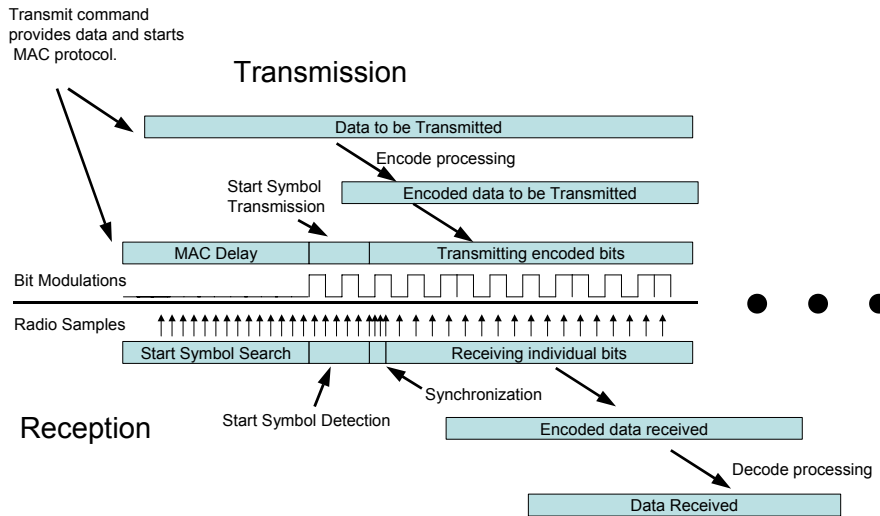 Transmit command
provides data and starts
MAC protocol.
Transmission
Data to be Transmitted
Encode processing
Start Symbol
Transmission
Encoded data to be Transmitted
MAC Delay
Transmitting encoded bits
Bit Modulations
Radio Samples
Start Symbol Search
Receiving individual bits
Synchronization
Start Symbol Detection
Reception
Encoded data received
Decode processing
Data Received